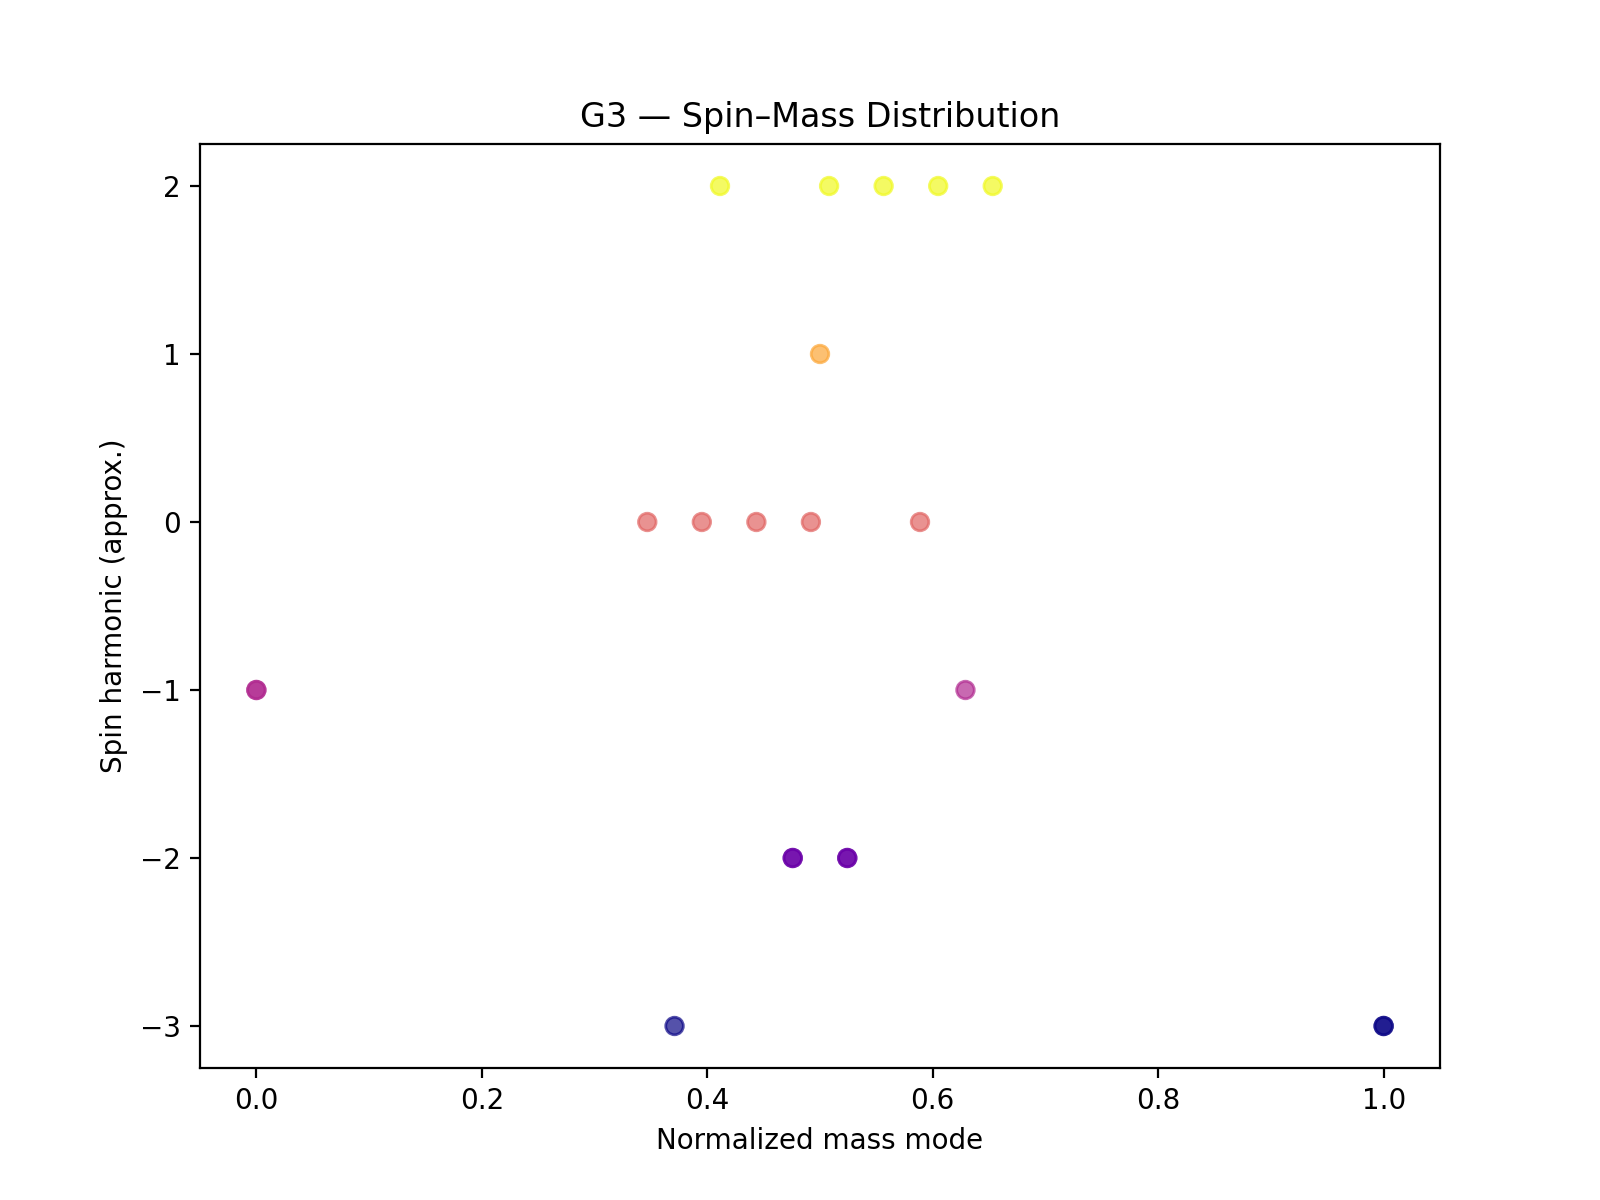 G3 — Spin–Mass Distribution
2
1
0
−1
−2
−3
Spin harmonic (approx.)
0.0 0.2 0.4 0.6 0.8 1.0
Normalized mass mode